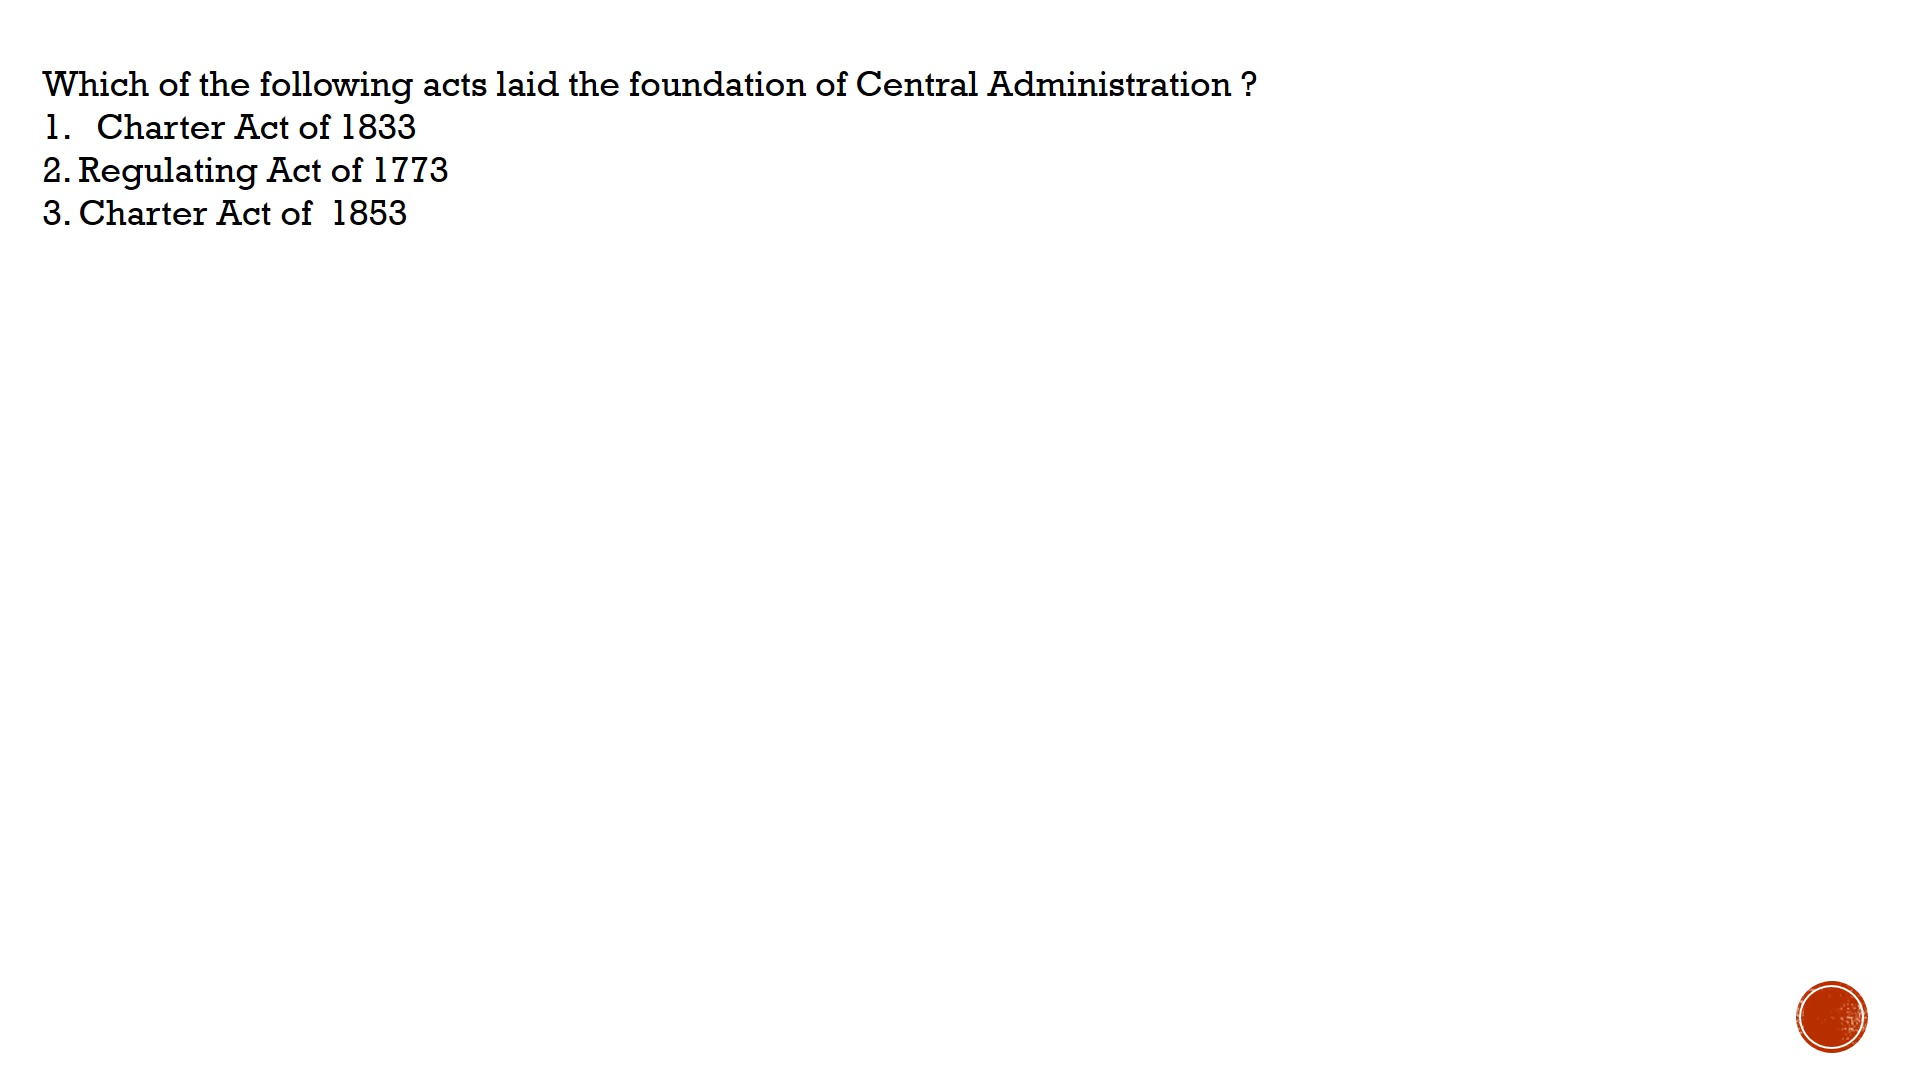 Which of the following acts laid the foundation of Central Administration ?
1.   Charter Act of 1833
2. Regulating Act of 1773
3. Charter Act of  1853